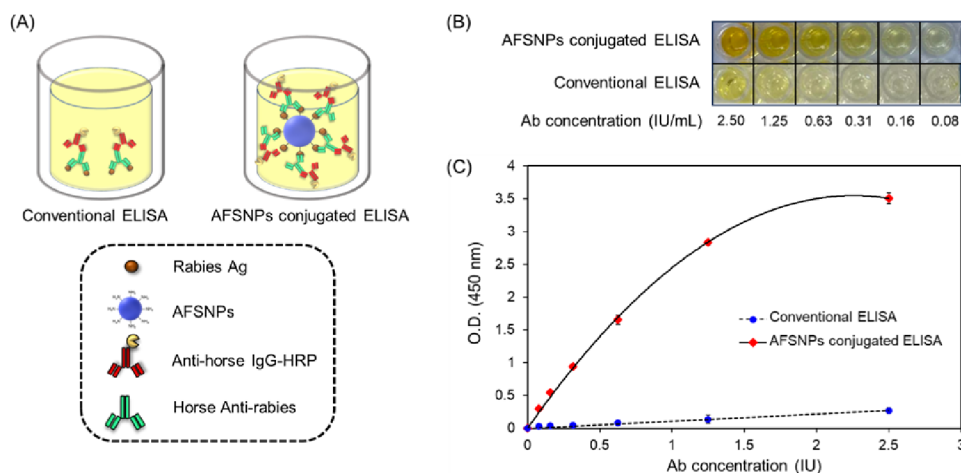 (A)
Conventional ELISA
AFSNPs conjugated ELISA
Rabies Ag
AFSNPs
Anti-horse IgG-HRP
Horse Anti-rabies
(B)
AFSNPs conjugated ELISA
Conventional ELISA
Ab concentration (IU/mL)
2.50 1.25 0.63 0.31 0.16 0.08
(C)
O.D. (450 nm)
4
3.5
3
2.5
2
1.5
1
0.5
0
Conventional ELISA
AFSNPs conjugated ELISA
0 0.5 1 1.5 2 2.5 3
Ab concentration (IU)